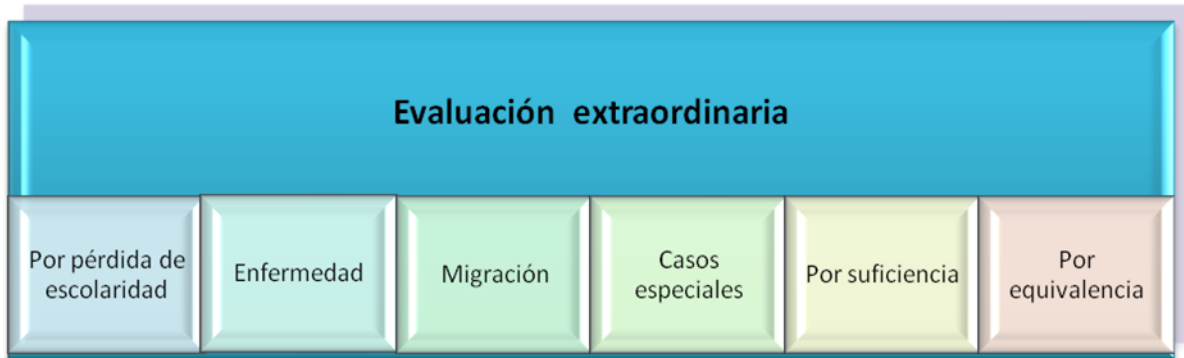 Evaluación extraordinaria
Por pérdida de
escolaridad
Enfermedad
Migración
Casos
especiales
Por suficiencia
Por
equivalencia